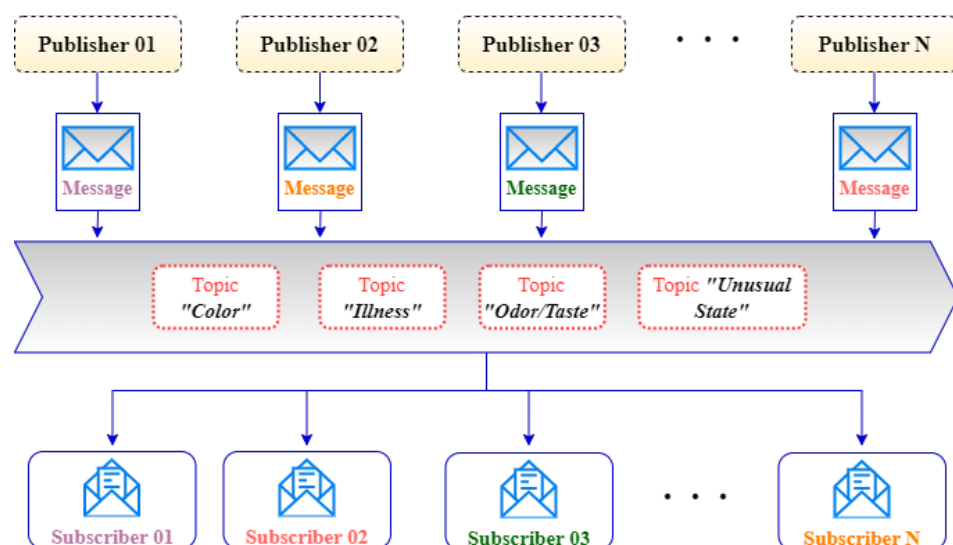 Publisher 01
Publisher 02
Publisher 03
. . .
Publisher N
Message
Message
Message
Message
Topic
"Color"
Topic
"Illness"
Topic
"Odor/Taste"
Topic "Unusual
State"
. . .
Subscriber 01
Subscriber 02
Subscriber 03
Subscriber N